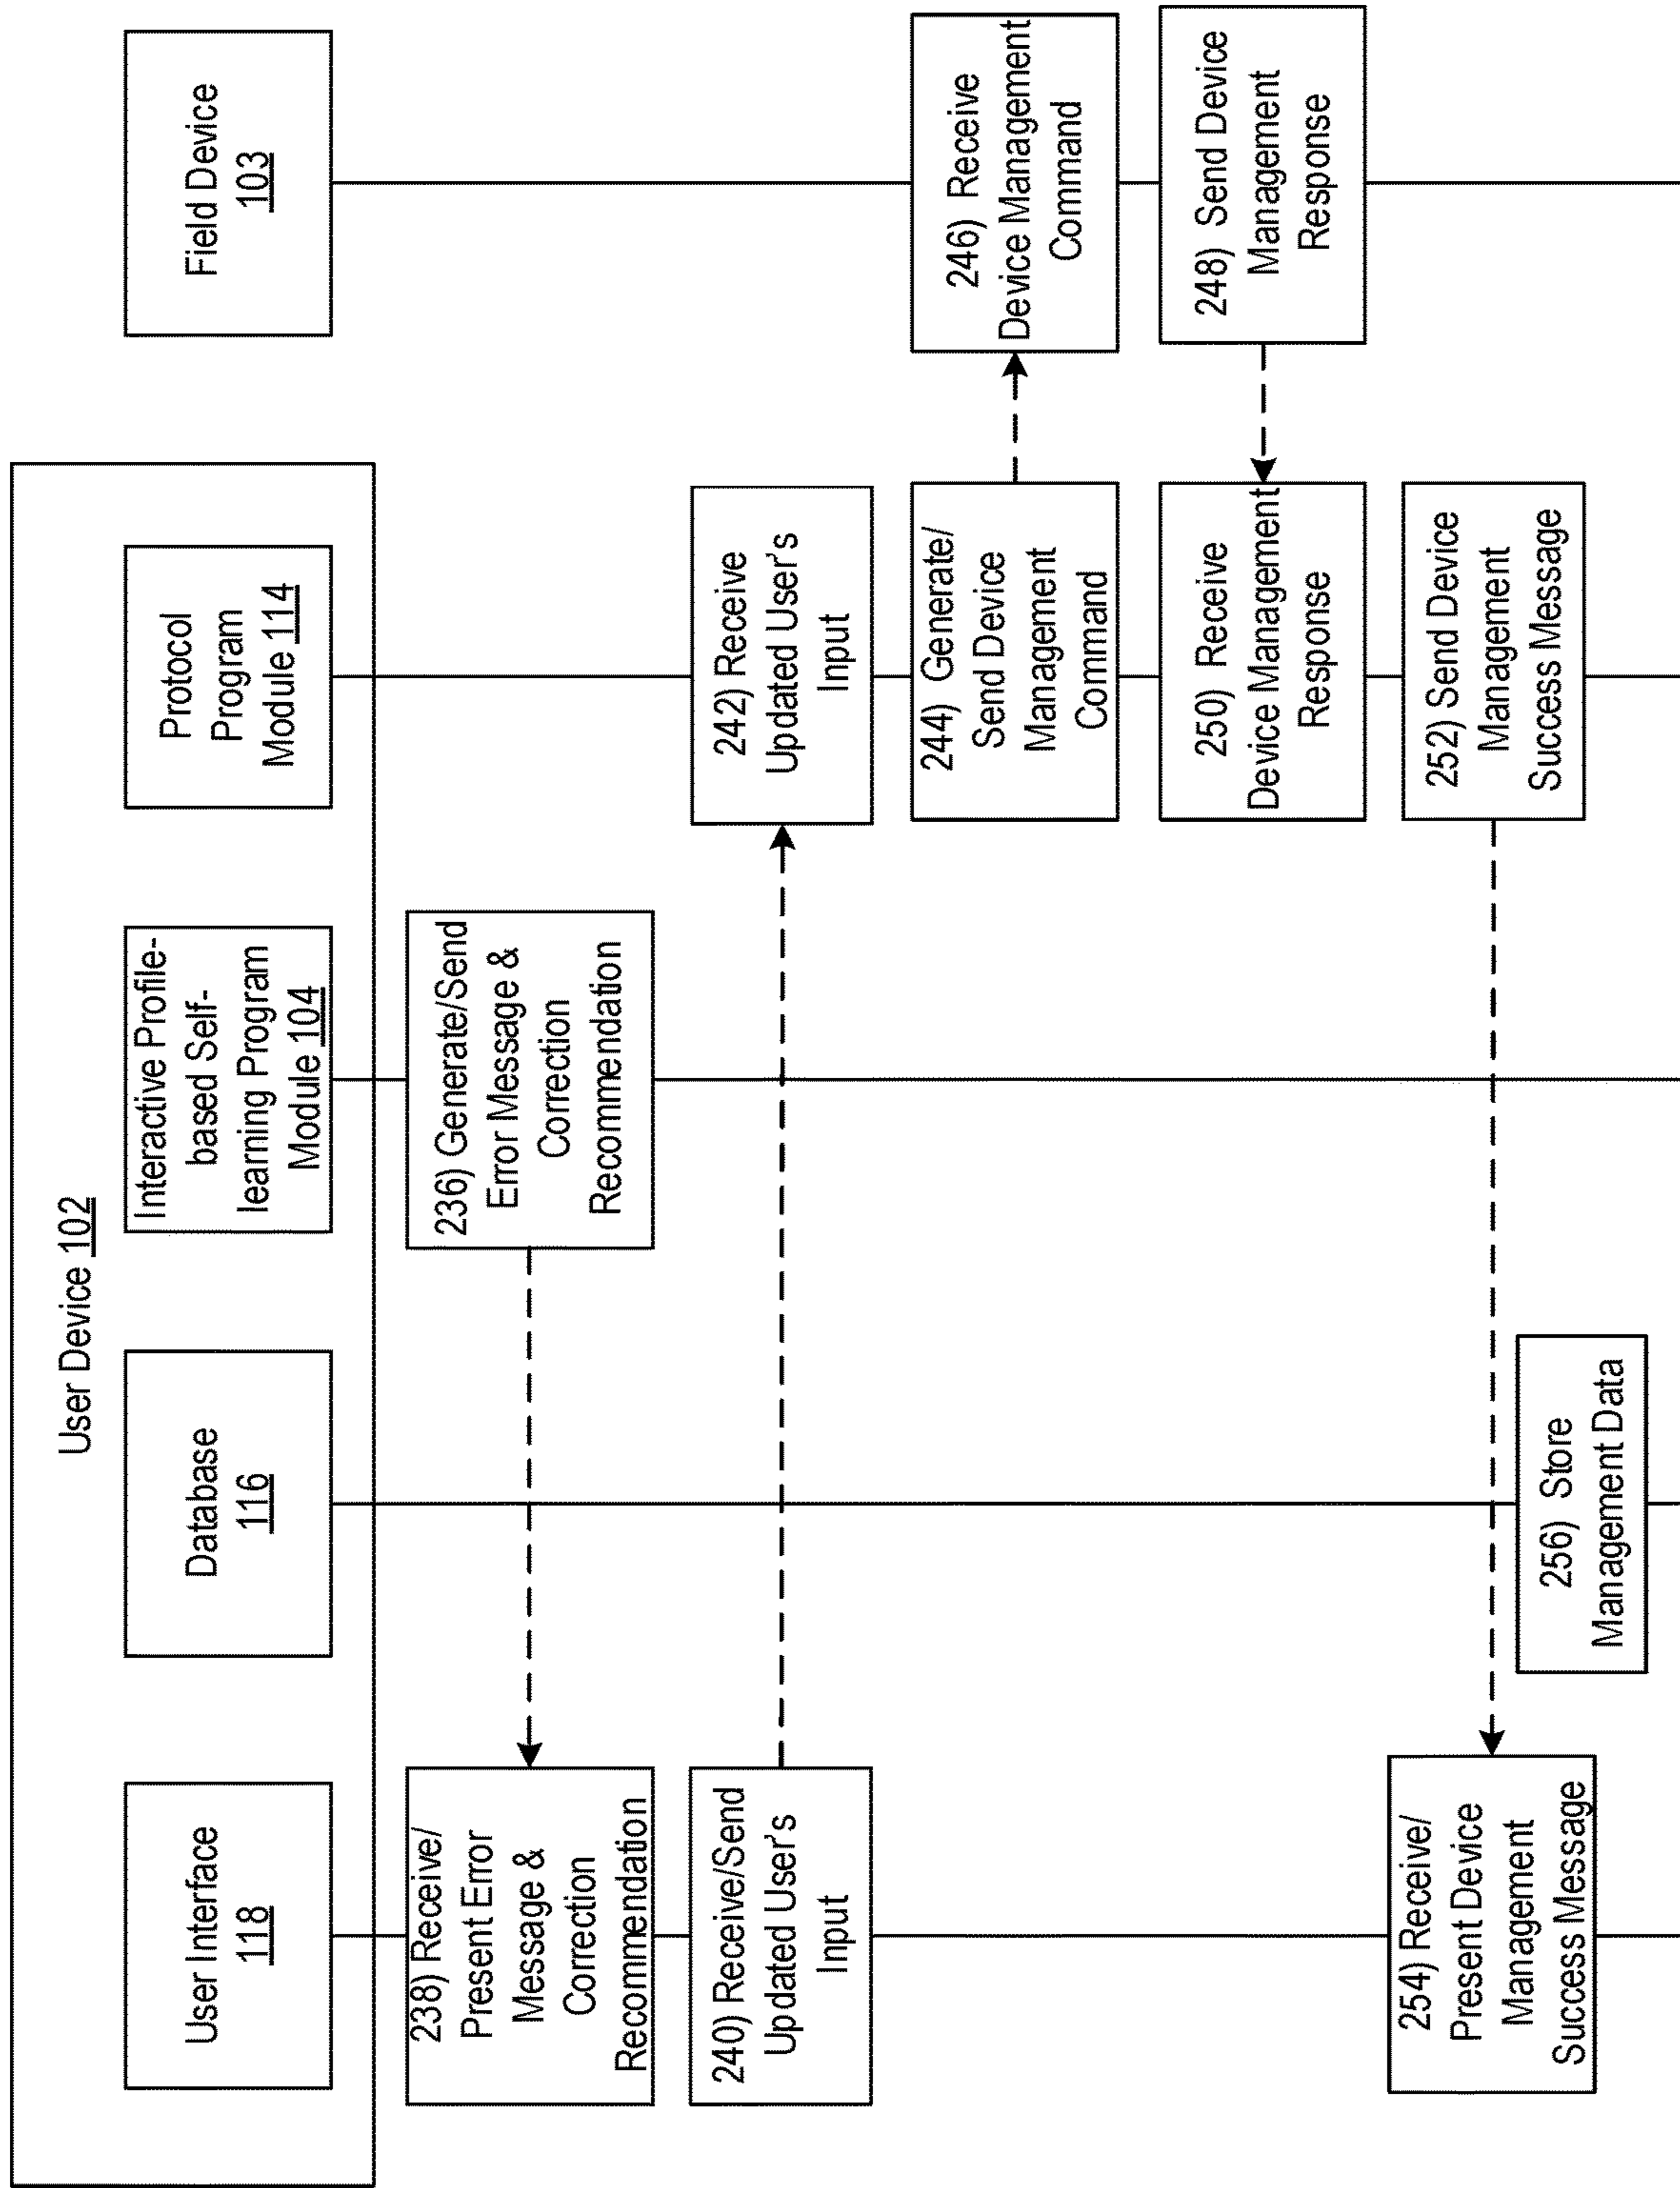 User Device 102
User Interface
118
Database
116
Interactive Profile-
based Self-
learning Program
Module 104
Protocol
Program
Module 114
Field Device
103
236) Generate/Send
Error Message &
Correction
Recommendation
238) Receive/
Present Error
Message &
Correction
Recommendation
240) Receive/Send
Updated User's
Input
242) Receive
Updated User's
Input
244) Generate/
Send Device
Management
Command
246) Receive
Device Management
Command
248) Send Device
Management
Response
250) Receive
Device Management
Response
252) Send Device
Management
Success Message
254) Receive/
Present Device
Management
Success Message
256) Store
Management Data